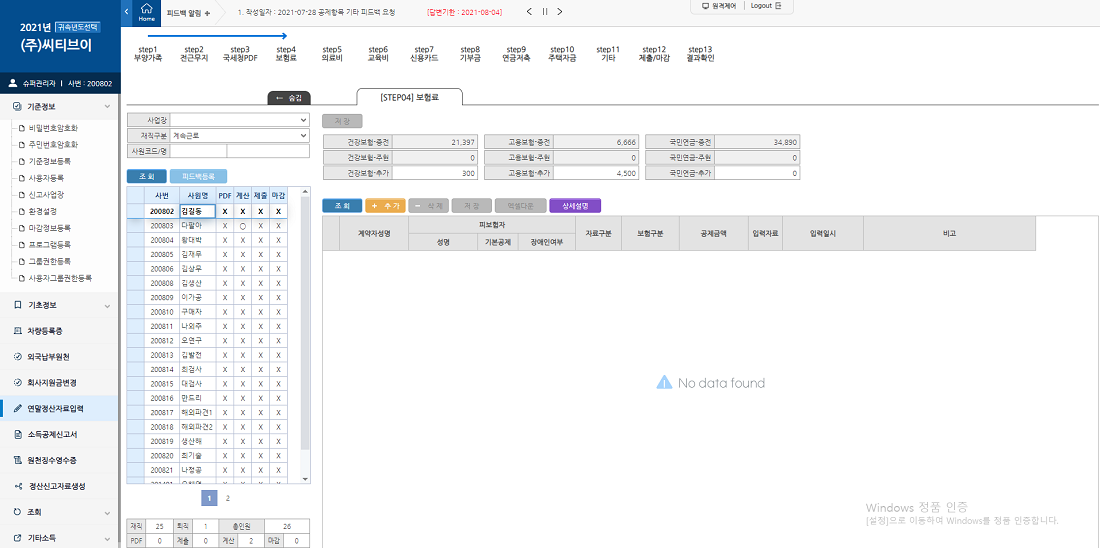 2021년 귀속년도선택
(주)씨티브이
슈퍼관리자 | 사번 : 200802
기준정보
비밀번호암호화
주민번호암호화
기준정보등록
사용자등록
신고사업장
환경설정
마감정보등록
프로그램등록
그룹권한등록
사용자그룹권한등록
기초정보
차량등록증
외국납부원천
회사지원금변경
연말정산자료입력
소득공제신고서
원천징수영수증
정산신고자료생성
조회
기타소득
Home
피드백 알림 +
1. 작성일자 : 2021-07-28 공제항목 기타 피드백 요청
[답변기한 : 2021-08-04]
원격제어 | Logout
step1 step2 step3 step4 step5 step6 step7 step8 step9 step10 step11 step12 step13
부양가족 전근무지 국세청PDF 보험료 의료비 교육비 신용카드 기부금 연금저축 주택자금 기타 제출/마감 결과확인
← 숨김
[STEP04] 보험료
사업장
재직구분 계속근로
사원코드/명
조 회 피드백등록
사번 사원명 PDF 계산 제출 마감
200802 김길동 X X X X
200803 다팔아 X ○ X X
200804 황대박 X X X X
200805 김재무 X X X X
200806 김상우 X X X X
200808 김생산 X X X X
200809 이가공 X X X X
200810 구매자 X X X X
200811 나외주 X X X X
200812 오연구 X X X X
200813 김발전 X X X X
200814 최검사 X X X X
200815 대검사 X X X X
200816 만드리 X X X X
200817 해외파견1 X X X X
200818 해외파견2 X X X X
200819 생산해 X X X X
200820 최기술 X X X X
200821 나정공 X X X X
1 2
재직 25 퇴직 1 총인원 26
PDF 0 제출 0 계산 2 마감 0
저 장
건강보험-종전 21,397 고용보험-종전 6,666 국민연금-종전 34,890
건강보험-주현 0 고용보험-주현 0 국민연금-주현 0
건강보험-추가 300 고용보험-추가 4,500 국민연금-추가 0
조 회 + 추 가 − 삭 제 저 장 엑셀다운 상세설명
계약자성명 피보험자 자료구분 보험구분 공제금액 입력자료 입력일시 비고
성명 기본공제 장애인여부
No data found
Windows 정품 인증
[설정]으로 이동하여 Windows를 정품 인증합니다.